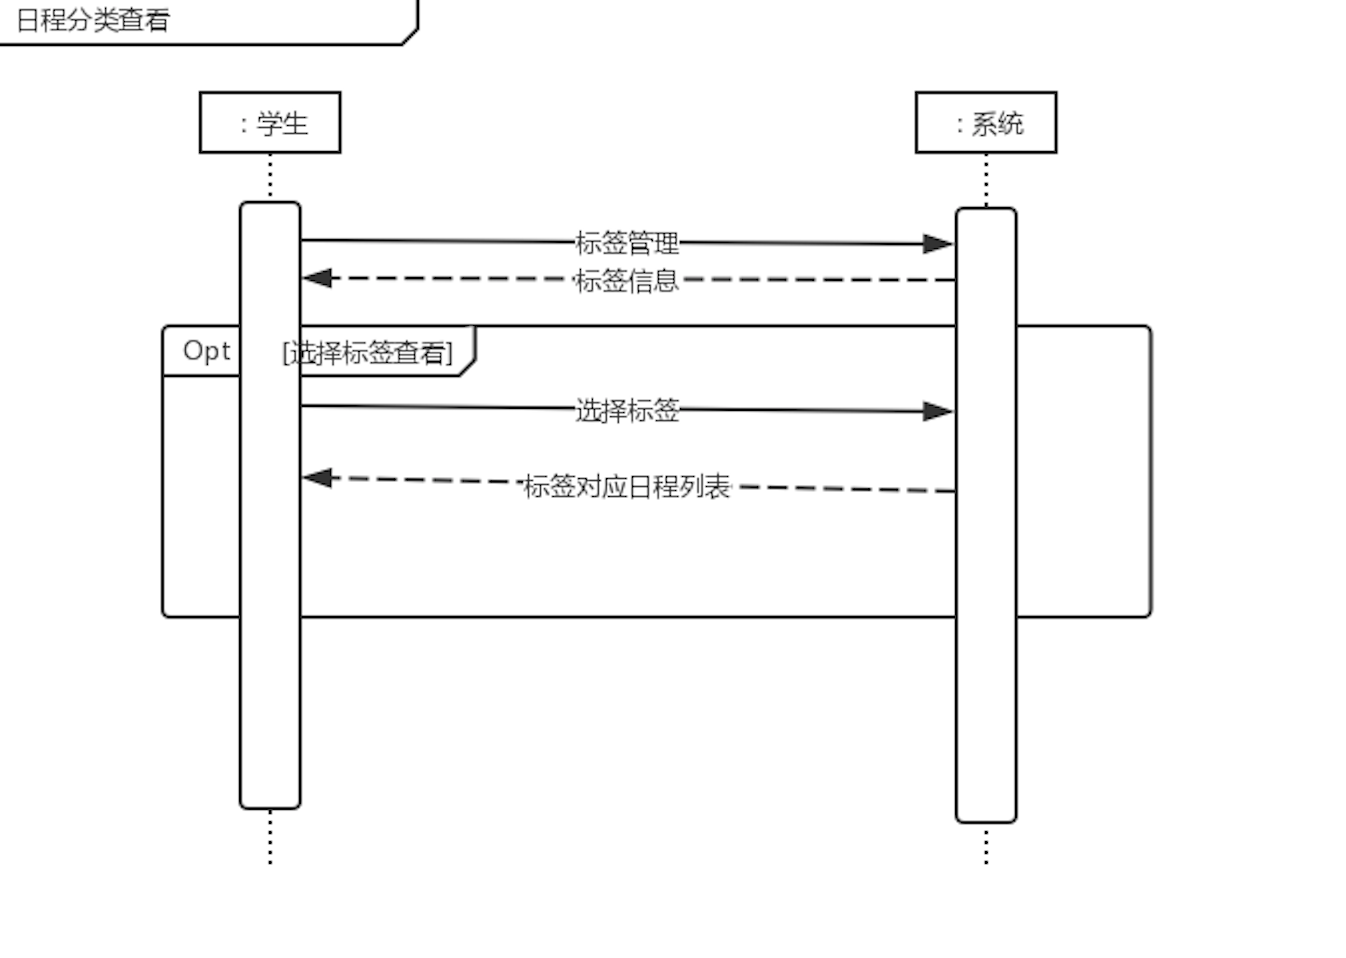 日程分类查看
：学生
：系统
标签管理
标签信息
Opt [选择标签查看]
选择标签
标签对应日程列表